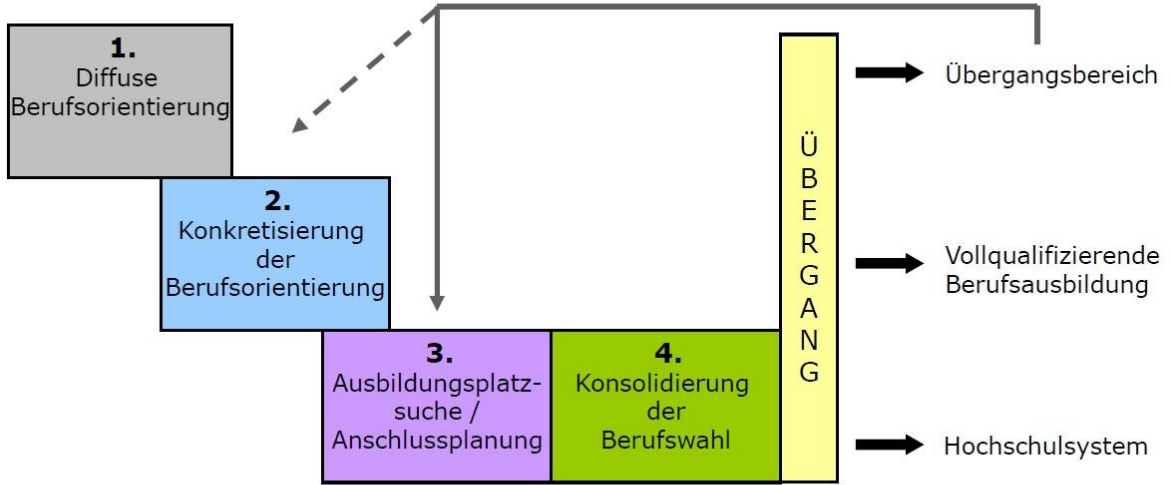 1.
Diffuse
Berufsorientierung
2.
Konkretisierung
der
Berufsorientierung
3.
Ausbildungsplatz-
suche /
Anschlussplanung
4.
Konsolidierung
der
Berufswahl
Ü
B
E
R
G
A
N
G
Übergangsbereich
Vollqualifizierende
Berufsausbildung
Hochschulsystem